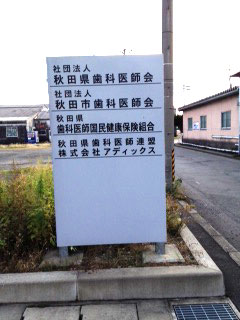 社団法人
秋田県歯科医師会
社団法人
秋田市歯科医師会
秋田県
歯科医師国民健康保険組合
秋田県歯科医師連盟
株式会社アディックス